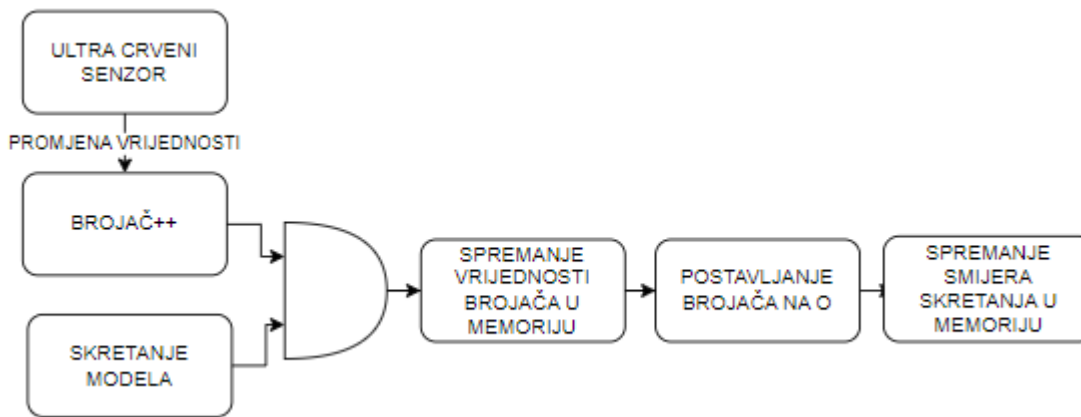 ULTRA CRVENI
SENZOR
PROMJENA VRIJEDNOSTI
BROJAČ++
SKRETANJE
MODELA
SPREMANJE
VRIJEDNOSTI
BROJAČA U
MEMORIJU
POSTAVLJANJE
BROJAČA NA O
SPREMANJE
SMIJERA
SKRETANJA U
MEMORIJU